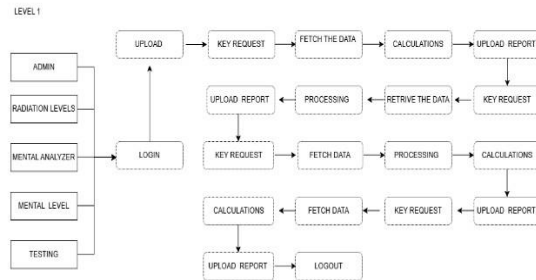 LEVEL 1
UPLOAD
KEY REQUEST
FETCH THE DATA
CALCULATIONS
UPLOAD REPORT
ADMIN
RADIATION LEVELS
UPLOAD REPORT
PROCESSING
RETRIVE THE DATA
KEY REQUEST
MENTAL ANALYZER
LOGIN
KEY REQUEST
FETCH DATA
PROCESSING
CALCULATIONS
MENTAL LEVEL
CALCULATIONS
FETCH DATA
KEY REQUEST
UPLOAD REPORT
TESTING
UPLOAD REPORT
LOGOUT